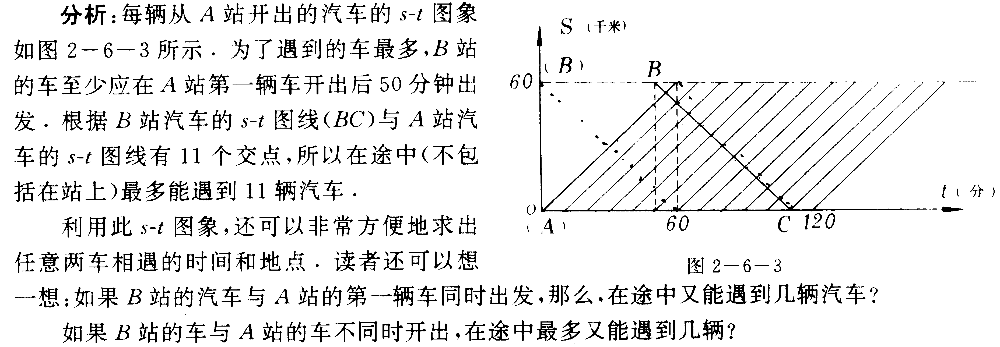 分析:每辆从 A 站开出的汽车的 s-t 图象
如图 2-6-3 所示. 为了遇到的车最多,B 站
的车至少应在 A 站第一辆车开出后 50 分钟出
发. 根据 B 站汽车的 s-t 图线(BC)与 A 站汽
车的 s-t 图线有 11 个交点,所以在途中(不包
括在站上)最多能遇到 11 辆汽车.
利用此 s-t 图象,还可以非常方便地求出
任意两车相遇的时间和地点. 读者还可以想
一想:如果 B 站的汽车与 A 站的第一辆车同时出发,那么,在途中又能遇到几辆汽车?
如果 B 站的车与 A 站的车不同时开出,在途中最多又能遇到几辆?
S (千米)
(B)
B
60
t(分)
O
(A)
60
C
120
图 2-6-3